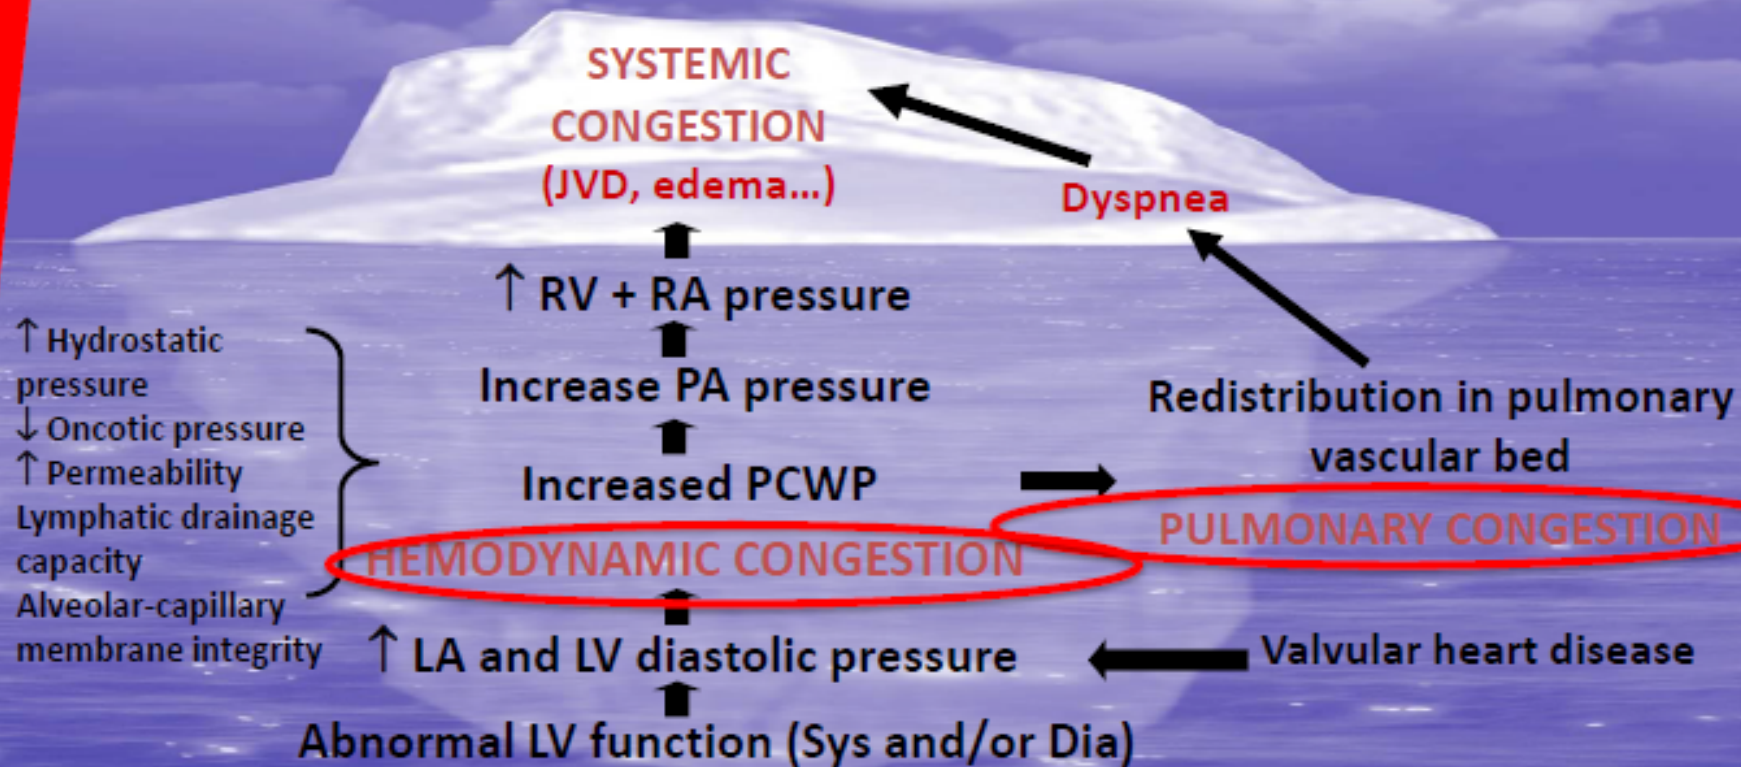 SYSTEMIC
CONGESTION
(JVD, edema...)
Dyspnea
↑ RV + RA pressure
Increase PA pressure
Increased PCWP
HEMODYNAMIC CONGESTION
↑ LA and LV diastolic pressure
Abnormal LV function (Sys and/or Dia)
↑ Hydrostatic
pressure
↓ Oncotic pressure
↑ Permeability
Lymphatic drainage
capacity
Alveolar-capillary
membrane integrity
Redistribution in pulmonary
vascular bed
PULMONARY CONGESTION
Valvular heart disease